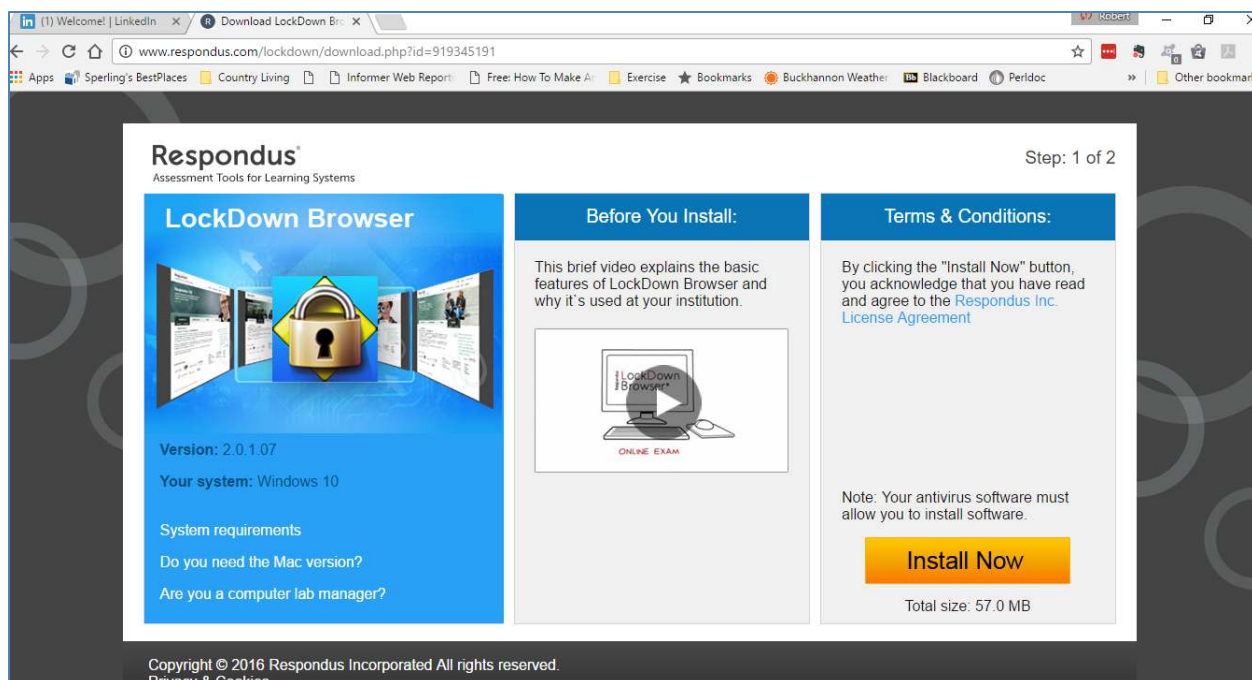 (1) Welcome! | LinkedIn
Download LockDown Bro
Robert
www.respondus.com/lockdown/download.php?id=919345191
Apps Sperling's BestPlaces Country Living Informer Web Report Free: How To Make A Exercise Bookmarks Buckhannon Weather Bb Blackboard Perldoc » Other bookmar
Respondus®
Assessment Tools for Learning Systems
Step: 1 of 2
LockDown Browser
Version: 2.0.1.07
Your system: Windows 10
System requirements
Do you need the Mac version?
Are you a computer lab manager?
Before You Install:
This brief video explains the basic
features of LockDown Browser and
why it`s used at your institution.
LockDown
Browser
ONLINE EXAM
Terms & Conditions:
By clicking the "Install Now" button,
you acknowledge that you have read
and agree to the Respondus Inc.
License Agreement
Note: Your antivirus software must
allow you to install software.
Install Now
Total size: 57.0 MB
Copyright © 2016 Respondus Incorporated All rights reserved.
Privacy & Cookies